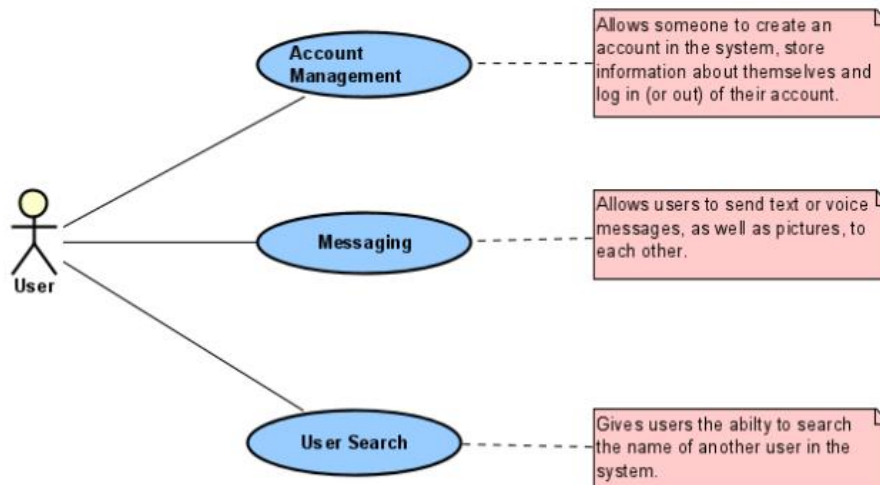 Account
Management
Allows someone to create an
account in the system, store
information about themselves and
log in (or out) of their account.
User
Messaging
Allows users to send text or voice
messages, as well as pictures, to
each other.
User Search
Gives users the abilty to search
the name of another user in the
system.